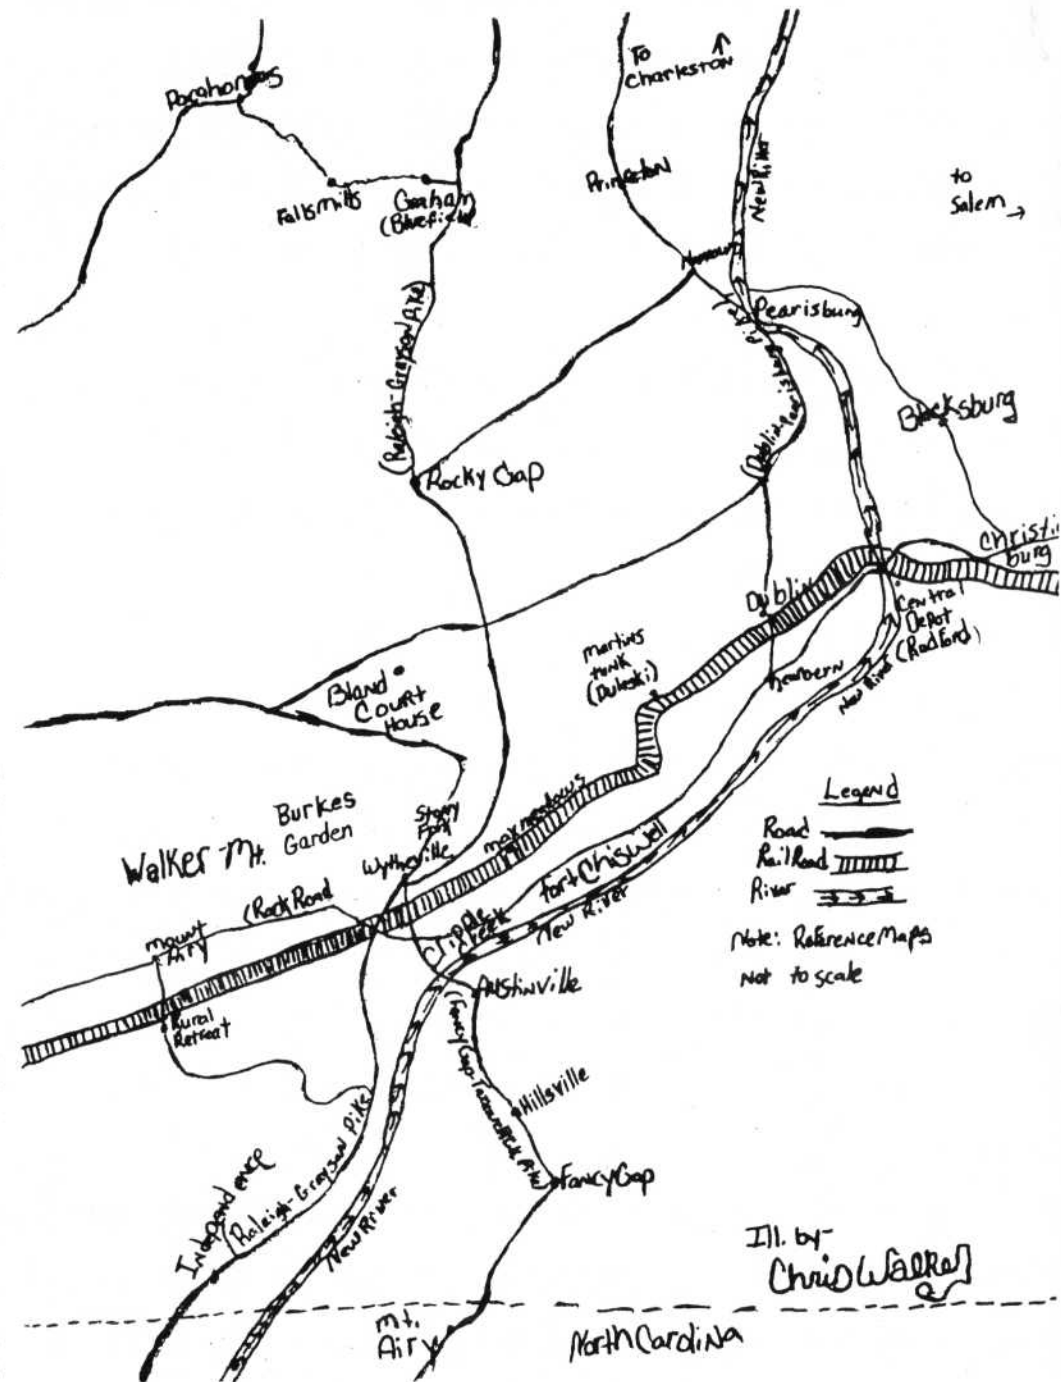 Pocahontas
To
Charleston
Princeton
New River
to
Salem
Falls Mills
Graham
(Bluefield)
Narrows
Pearisburg
(Raleigh-Grayson Pike)
Blacksburg
Rocky Gap
Christi
burg
Dublin
Central
Depot
(Radford)
martins
tank
(Pulaski)
Newbern
New River
Bland
Court
House
Legend
Road
RailRoad
River
Note: Reference Maps
Not to scale
Burkes
Garden
Walker Mt.
Stony
Fork
max meadows
Wytheville
Fort Chiswell
(Rock Road
Cripple
Creek
New River
Mount
Airy
Austinville
Rural
Retreat
Hillsville
Fancy Gap
Independence
Raleigh-Grayson Pike
New River
Ill. by-
Chris Walker
mt.
Airy
North Carolina